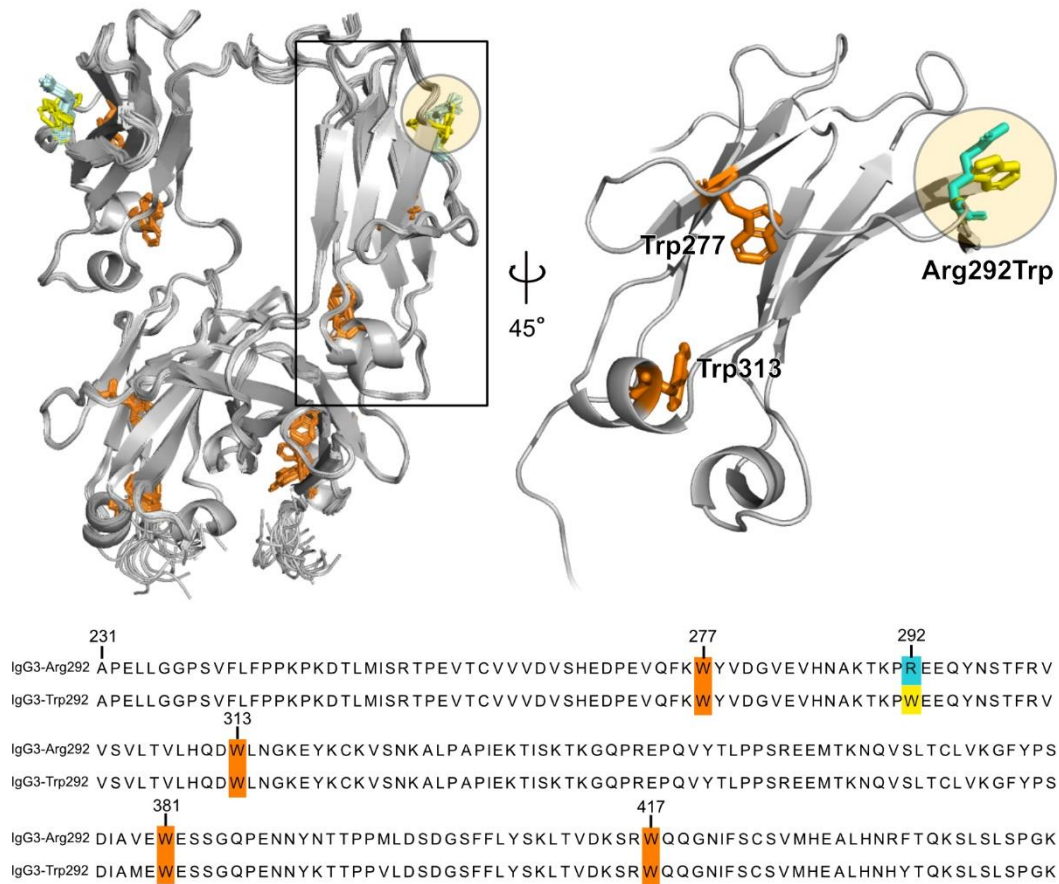 Trp277
Arg292Trp
45°
Trp313
231 277 292
IgG3-Arg292 APELLGGPSVFLFPPKPKDTLMISRTPEVTCVVVDVSHEDPEVQFKWYVDGVEVHNAKTKPREEQYNSTFRV
IgG3-Trp292 APELLGGPSVFLFPPKPKDTLMISRTPEVTCVVVDVSHEDPEVQFKWYVDGVEVHNAKTKPWEEQYNSTFRV
313
IgG3-Arg292 VSVLTVLHQDWLNGKEYKCKVSNKALPAPIEKTISKTKGQPREPQVYTLPPSREEMTKNQVSLTCLVKGFYPS
IgG3-Trp292 VSVLTVLHQDWLNGKEYKCKVSNKALPAPIEKTISKTKGQPREPQVYTLPPSREEMTKNQVSLTCLVKGFYPS
381 417
IgG3-Arg292 DIAVEWESSGQPENNYNTTPPMLDSDGSFFLYSKLTVDKSRWQQGNIFSCSVMHEALHNRFTQKSLSLSPGK
IgG3-Trp292 DIAMEWESSGQPENNYNTTPPVLDSDGSFFLYSKLTVDKSRWQQGNIFSCSVMHEALHNHYTQKSLSLSPGK